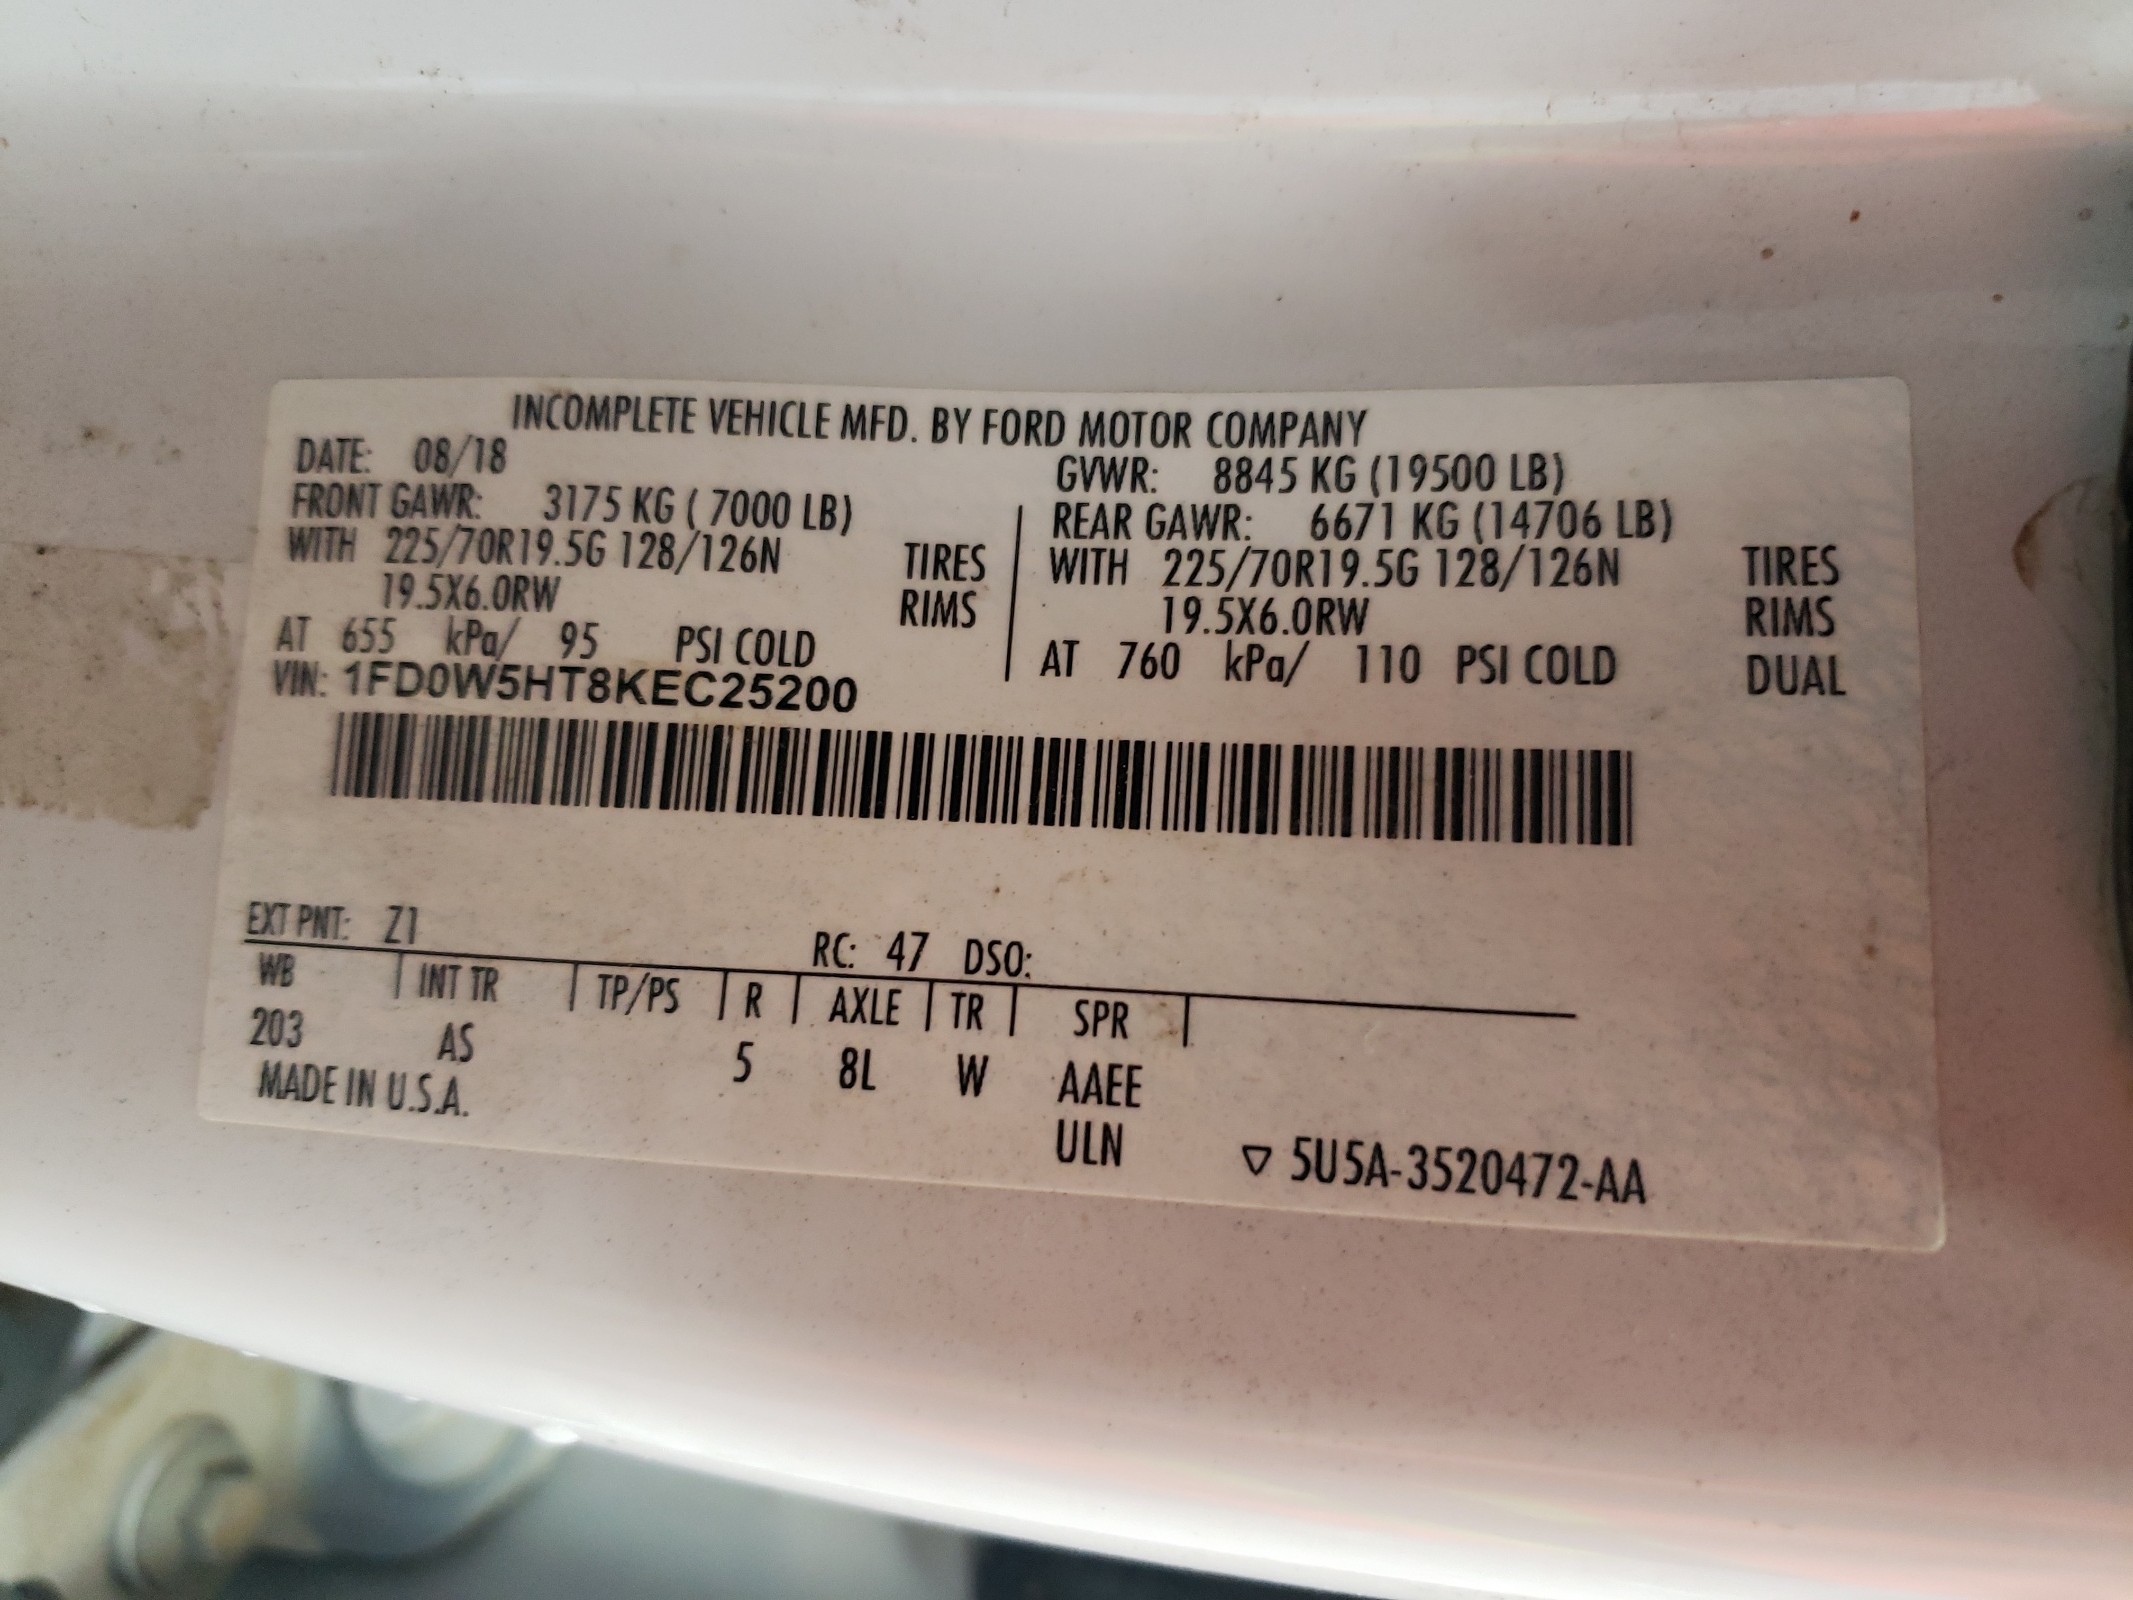 INCOMPLETE VEHICLE MFD. BY FORD MOTOR COMPANY
DATE: 08/18 GVWR: 8845 KG (19500 LB)
FRONT GAWR: 3175 KG ( 7000 LB) REAR GAWR: 6671 KG (14706 LB)
WITH 225/70R19.5G 128/126N TIRES WITH 225/70R19.5G 128/126N TIRES
19.5X6.0RW RIMS 19.5X6.0RW RIMS
AT 655 kPa/ 95 PSI COLD AT 760 kPa/ 110 PSI COLD DUAL
VIN: 1FD0W5HT8KEC25200
EXT PNT: Z1 RC: 47 DSO:
WB INT TR TP/PS R AXLE TR SPR
203 AS 5 8L W AAEE
MADE IN U.S.A. ULN
▽ 5U5A-3520472-AA